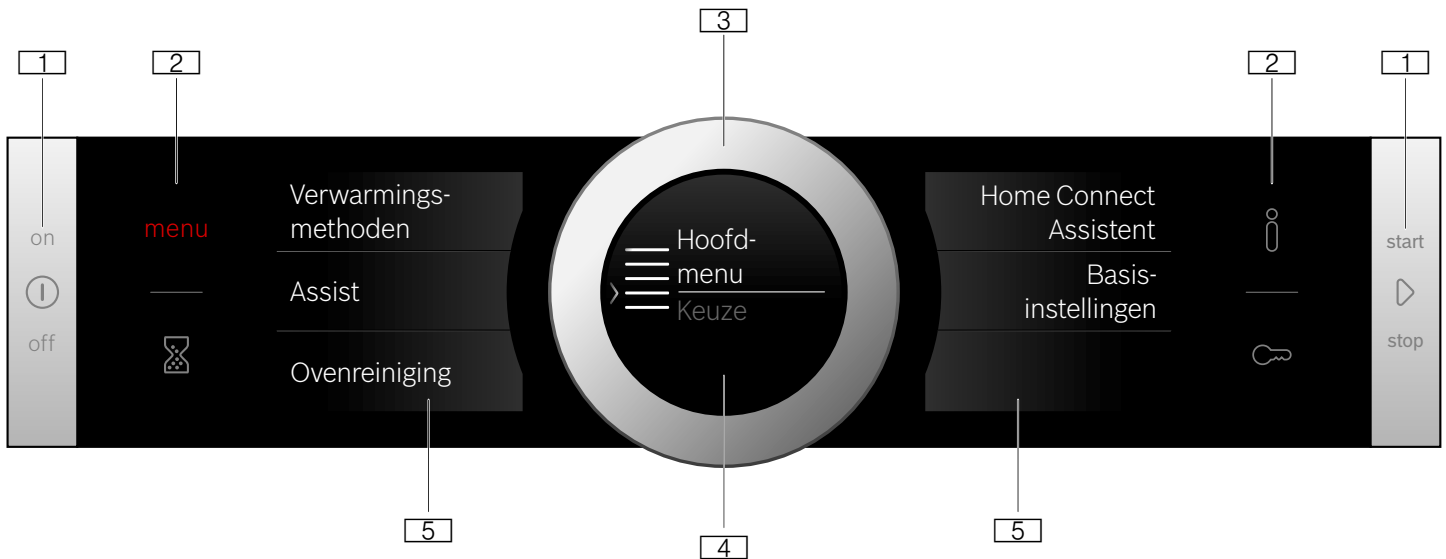 3
1
2
2
1
on
off
menu
Verwarmings-
methoden
Assist
Ovenreiniging
Hoofd-
menu
Keuze
Home Connect
Assistent
Basis-
instellingen
start
stop
5
4
5